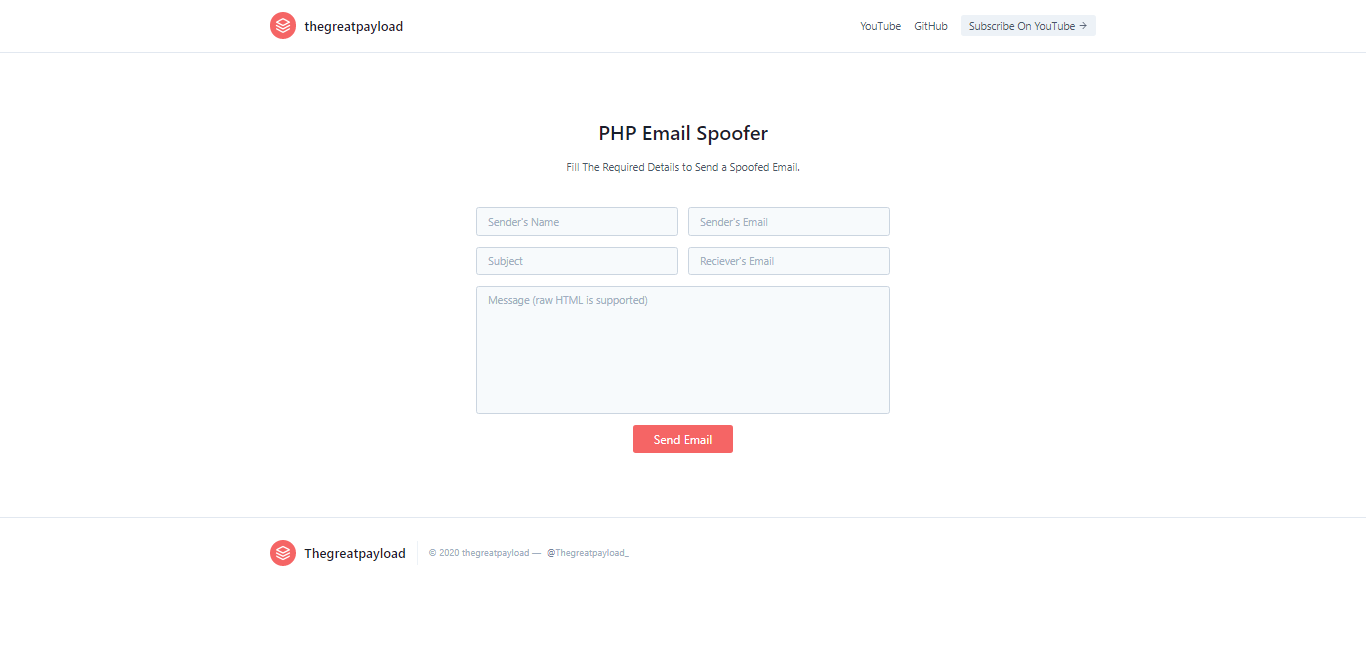 thegreatpayload
YouTube GitHub Subscribe On YouTube →
PHP Email Spoofer
Fill The Required Details to Send a Spoofed Email.
Sender's Name Sender's Email
Subject Reciever's Email
Message (raw HTML is supported)
Send Email
Thegreatpayload © 2020 thegreatpayload — @Thegreatpayload_